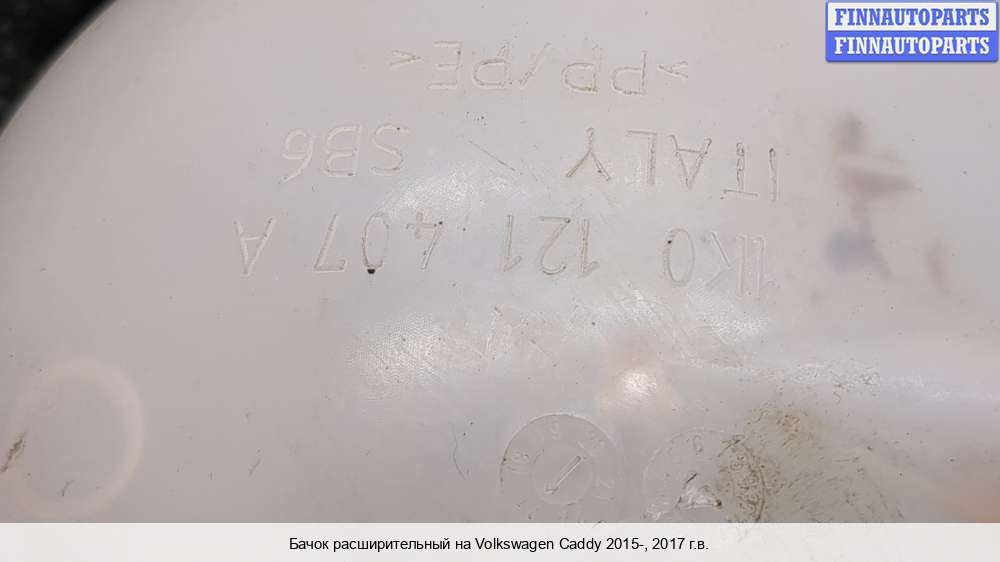 FINNAUTOPARTS
FINNAUTOPARTS
1K0 121 407 A
ITALY / SB6
>PP/PE<
Бачок расширительный на Volkswagen Caddy 2015-, 2017 г.в.